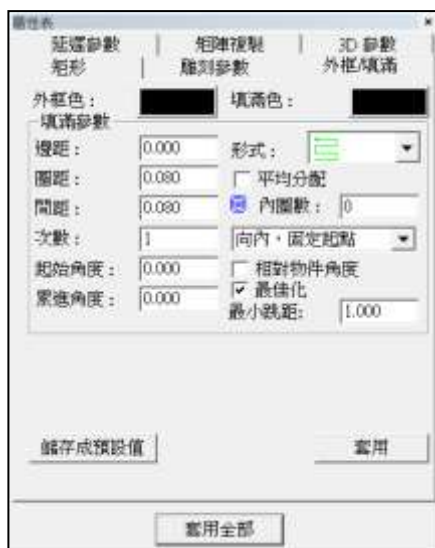 屬性表
延遲參數 矩陣複製 3D 參數
矩形 雕刻參數 外框/填滿
外框色： 填滿色：
填滿參數
邊距： 0.000 形式：
圈距： 0.080 平均分配
間距： 0.080 內圈數： 0
次數： 1 向內，固定起點
起始角度： 0.000 相對物件角度
累進角度： 0.000 最佳化
最小跳距: 1.000
儲存成預設值 套用
套用全部